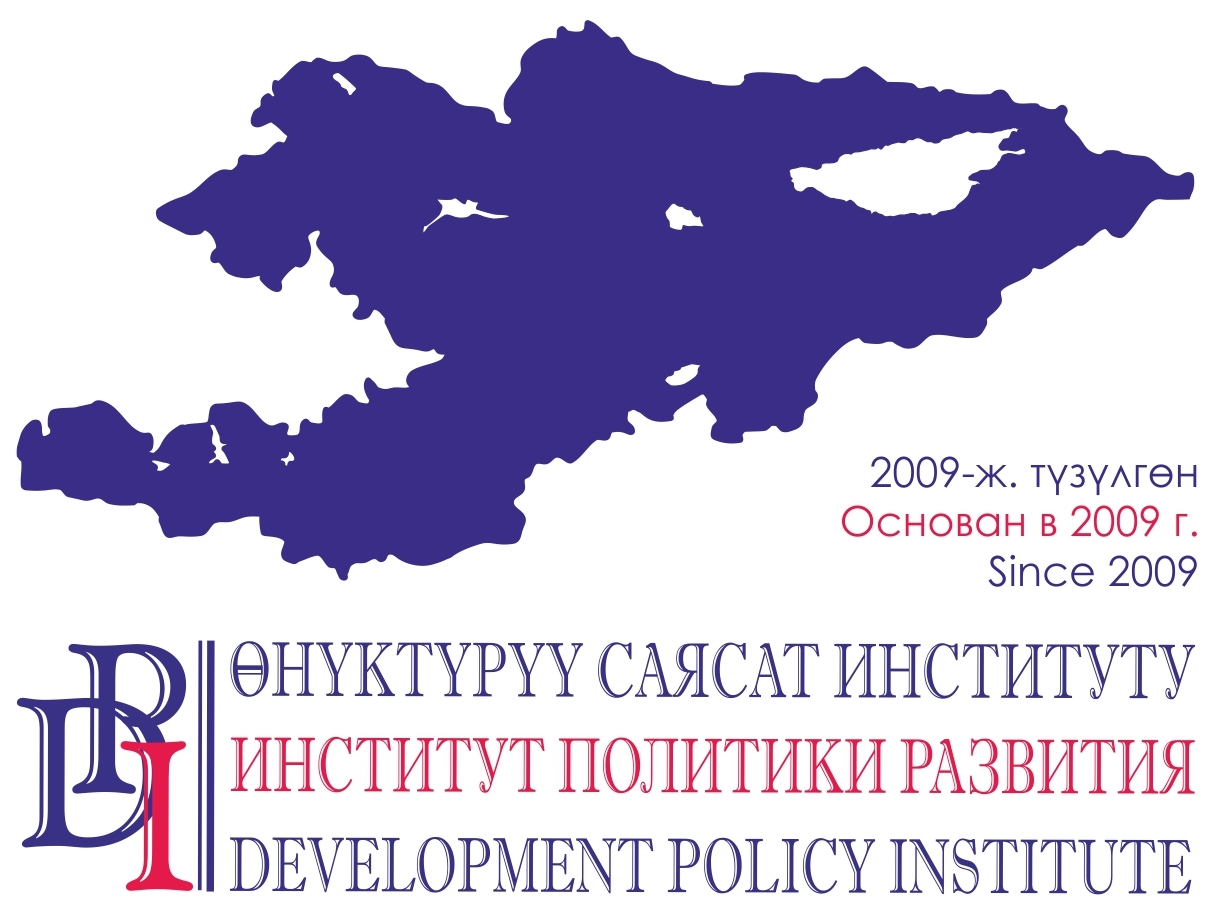 2009-ж. түзүлгөн
Основан в 2009 г.
Since 2009
DPI
ӨНҮКТҮРҮҮ САЯСАТ ИНСТИТУТУ
ИНСТИТУТ ПОЛИТИКИ РАЗВИТИЯ
DEVELOPMENT POLICY INSTITUTE